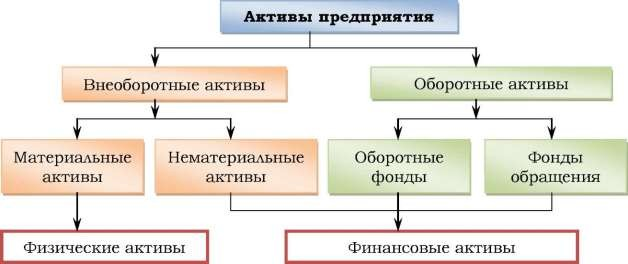 Активы предприятия
Внеоборотные активы
Оборотные активы
Материальные
активы
Нематериальные
активы
Оборотные
фонды
Фонды
обращения
Физические активы
Финансовые активы